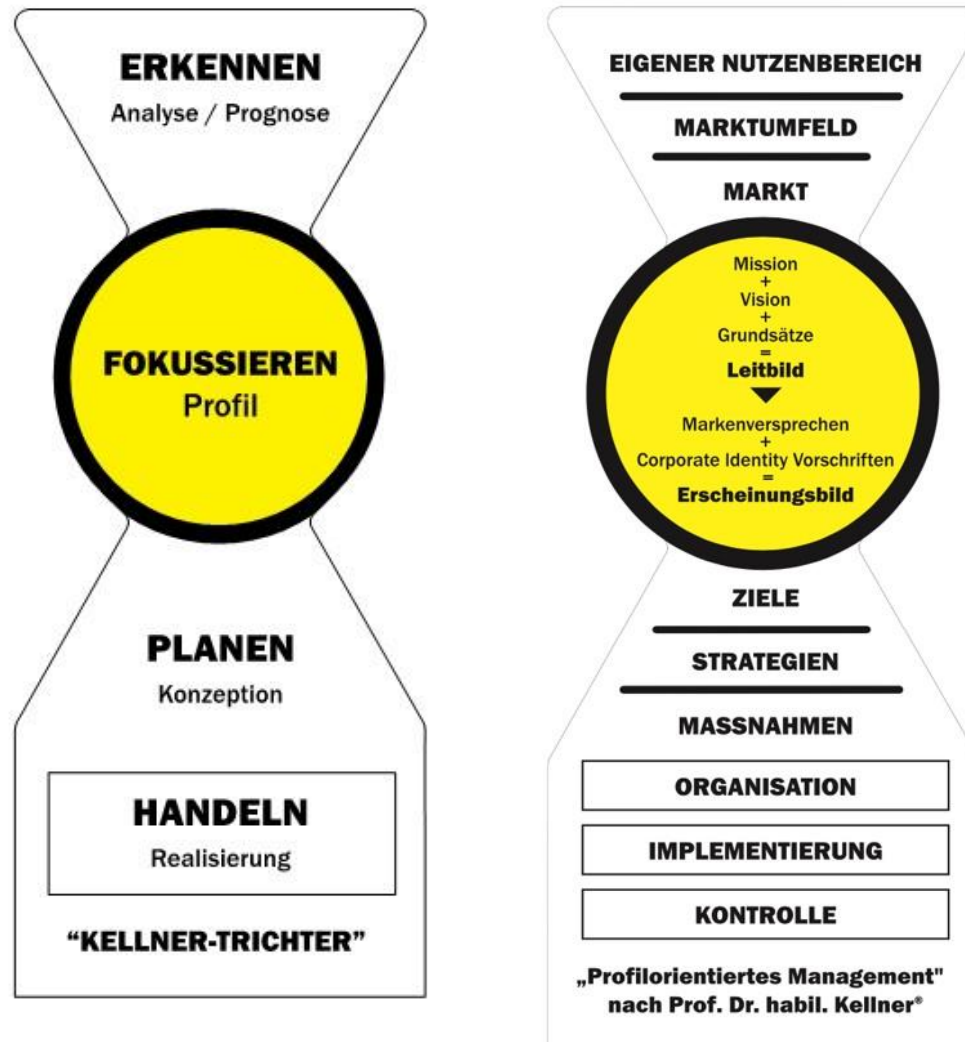 ERKENNEN
Analyse / Prognose
FOKUSSIEREN
Profil
PLANEN
Konzeption
HANDELN
Realisierung
“KELLNER-TRICHTER”
EIGENER NUTZENBEREICH
MARKTUMFELD
MARKT
Mission
+
Vision
+
Grundsätze
=
Leitbild
Markenversprechen
+
Corporate Identity Vorschriften
=
Erscheinungsbild
ZIELE
STRATEGIEN
MASSNAHMEN
ORGANISATION
IMPLEMENTIERUNG
KONTROLLE
„Profilorientiertes Management"
nach Prof. Dr. habil. Kellner®